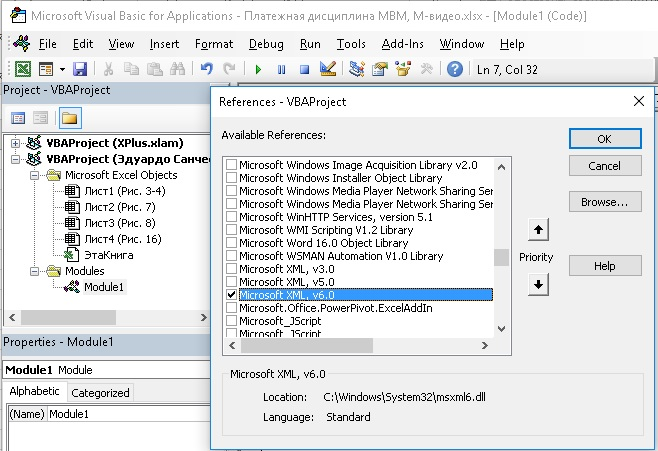 Microsoft Visual Basic for Applications - Платежная дисциплина МВМ, М-видео.xlsx - [Module1 (Code)]
File Edit View Insert Format Debug Run Tools Add-Ins Window Help
Ln 7, Col 32
Project - VBAProject
VBAProject (XPlus.xlam)
VBAProject (Эдуардо Санчес
Microsoft Excel Objects
Лист1 (Рис. 3-4)
Лист2 (Рис. 7)
Лист3 (Рис. 8)
Лист4 (Рис. 16)
ЭтаКнига
Modules
Module1
Properties - Module1
Module1 Module
Alphabetic Categorized
(Name) Module1
References - VBAProject
Available References:
Microsoft Windows Image Acquisition Library v2.0
Microsoft Windows Installer Object Library
Microsoft Windows Media Player Network Sharing Ser
Microsoft Windows Media Player Network Sharing Ser
Microsoft WinHTTP Services, version 5.1
Microsoft WMI Scripting V1.2 Library
Microsoft Word 16.0 Object Library
Microsoft WSMAN Automation V1.0 Library
Microsoft XML, v3.0
Microsoft XML, v5.0
Microsoft XML, v6.0
Microsoft.Office.PowerPivot.ExcelAddIn
Microsoft_JScript
Microsoft_JScript
OK
Cancel
Browse...
Priority
Help
Microsoft XML, v6.0
Location: C:\Windows\System32\msxml6.dll
Language: Standard